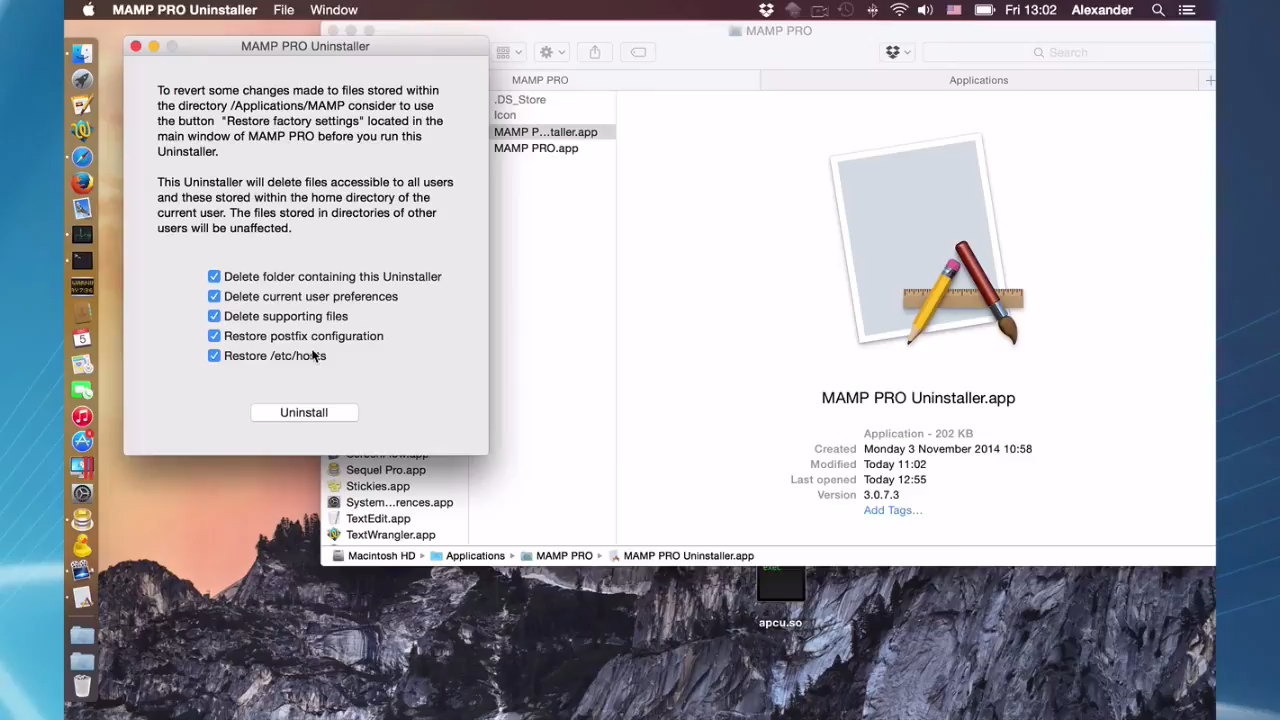 MAMP PRO Uninstaller File Window
Fri 13:02 Alexander
MAMP PRO Uninstaller
To revert some changes made to files stored within
the directory /Applications/MAMP consider to use
the button "Restore factory settings" located in the
main window of MAMP PRO before you run this
Uninstaller.
This Uninstaller will delete files accessible to all users
and these stored within the home directory of the
current user. The files stored in directories of other
users will be unaffected.
Delete folder containing this Uninstaller
Delete current user preferences
Delete supporting files
Restore postfix configuration
Restore /etc/hosts
Uninstall
MAMP PRO
Search
MAMP PRO
Applications
.DS_Store
Icon
MAMP P...taller.app
MAMP PRO.app
MAMP PRO Uninstaller.app
Application - 202 KB
Created Monday 3 November 2014 10:58
Modified Today 11:02
Last opened Today 12:55
Version 3.0.7.3
Add Tags...
Sequel Pro.app
Stickies.app
System...rences.app
TextEdit.app
TextWrangler.app
Macintosh HD
Applications
MAMP PRO
MAMP PRO Uninstaller.app
5
exec
apcu.so